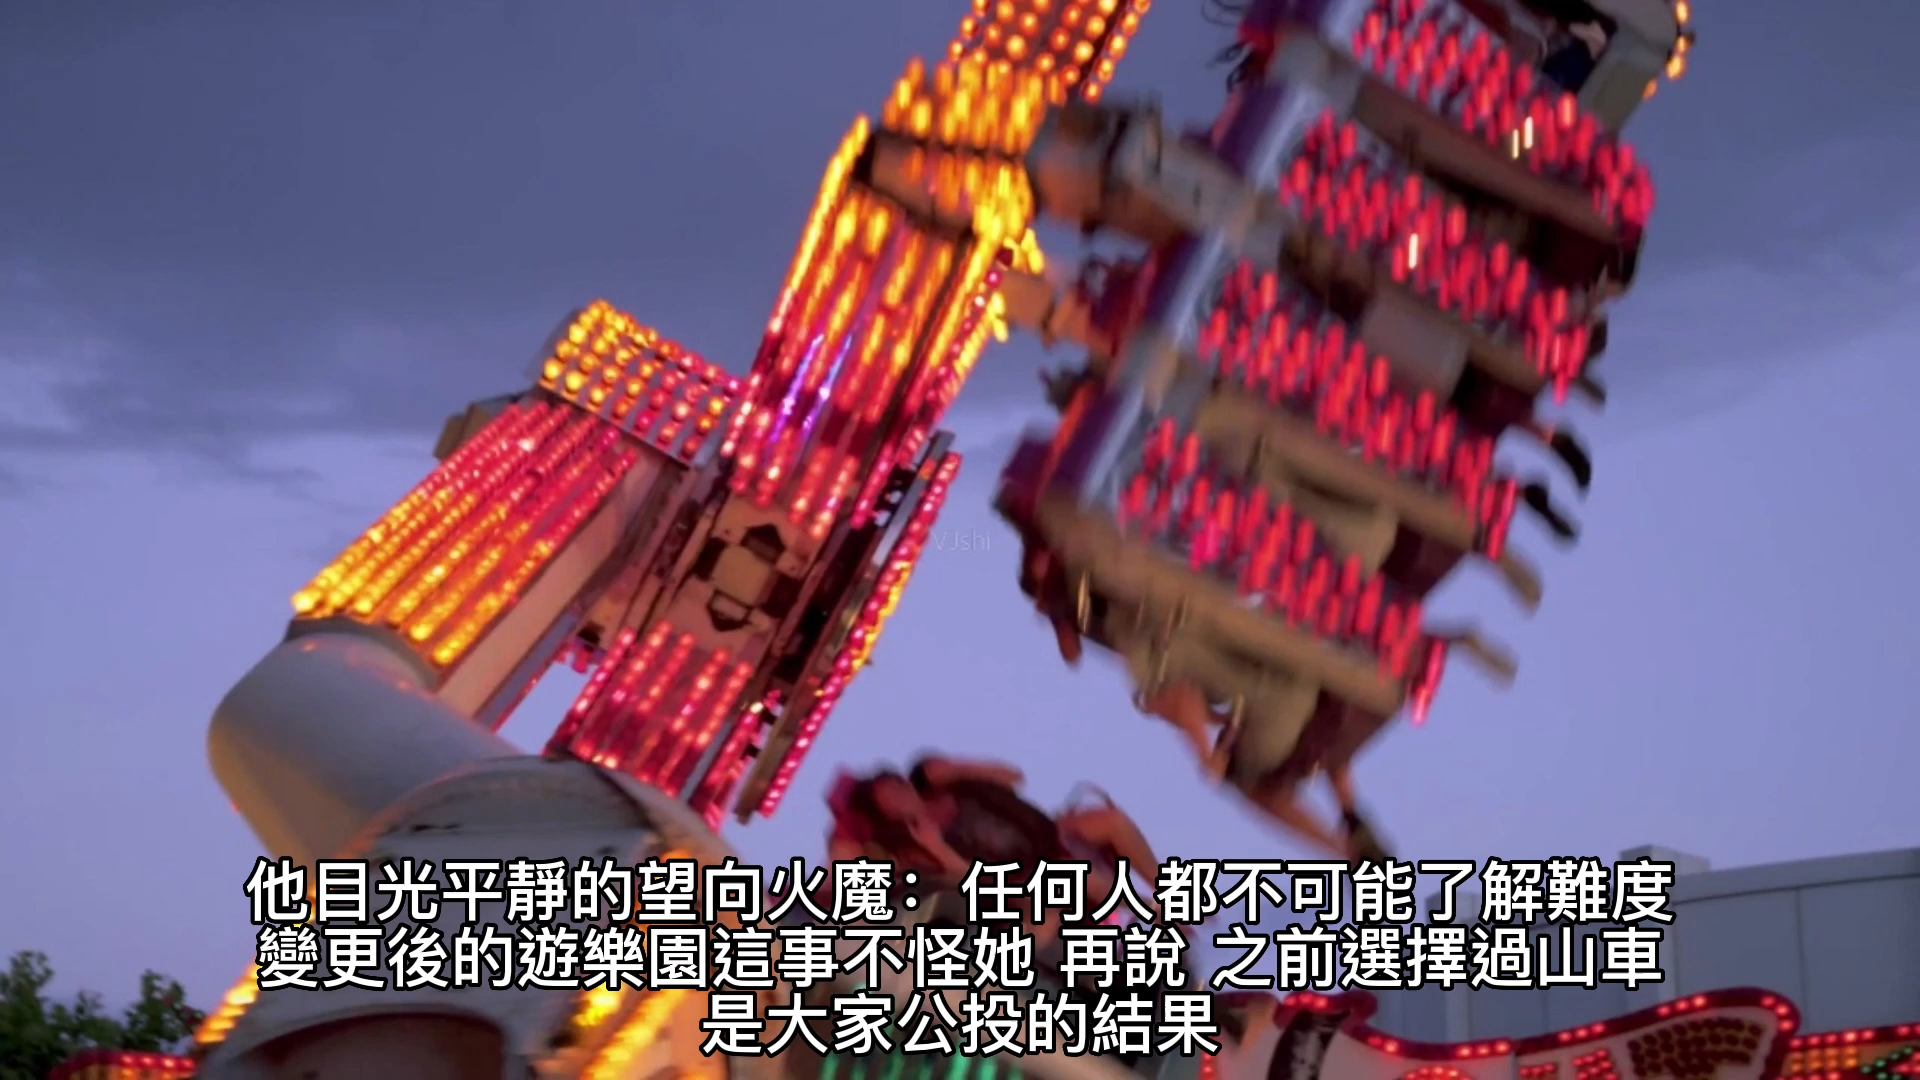 VJshi
他目光平靜的望向火魔：任何人都不可能了解難度
變更後的遊樂園這事不怪她 再說 之前選擇過山車
是大家公投的結果